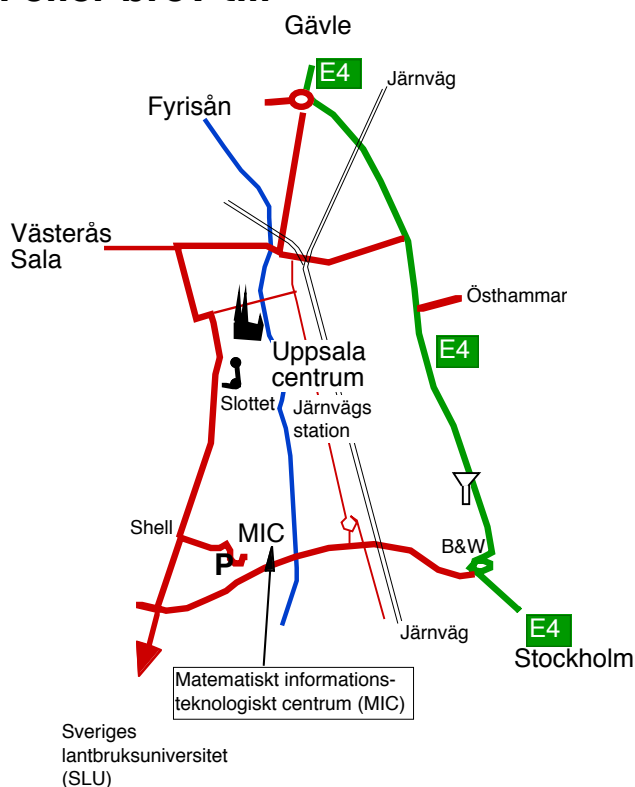 Gävle
E4
Järnväg
Fyrisån
Västerås
Sala
Östhammar
E4
Uppsala
centrum
Slottet
Järnvägs
station
Shell
MIC
P
B&W
E4
Järnväg
Stockholm
Matematiskt informations-
teknologiskt centrum (MIC)
Sveriges
lantbruksuniversitet
(SLU)